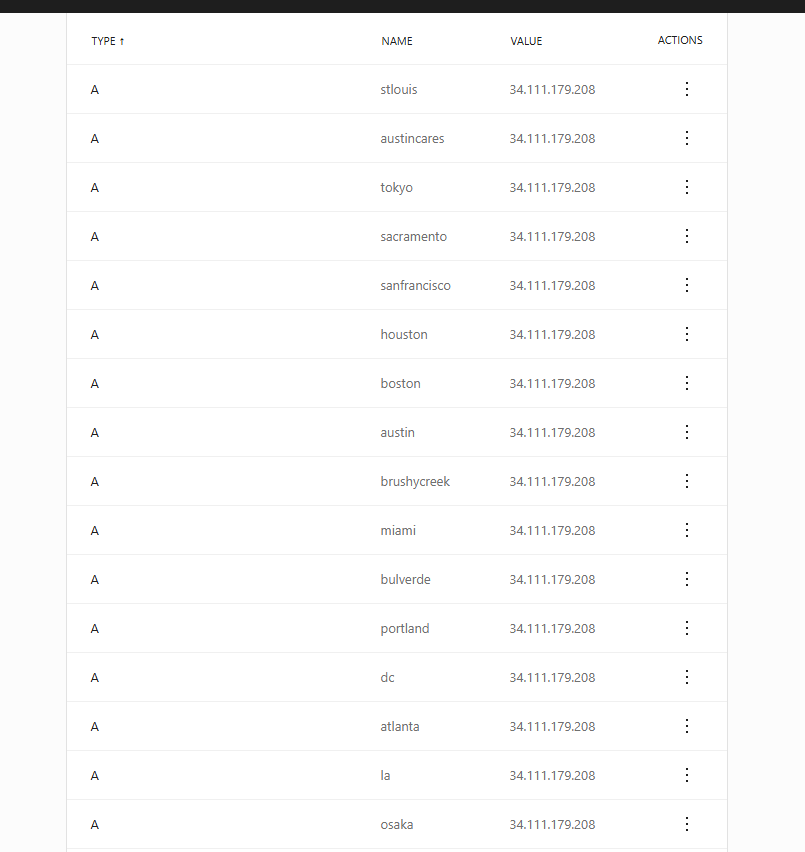 TYPE ↑ NAME VALUE ACTIONS
A stlouis 34.111.179.208
A austincares 34.111.179.208
A tokyo 34.111.179.208
A sacramento 34.111.179.208
A sanfrancisco 34.111.179.208
A houston 34.111.179.208
A boston 34.111.179.208
A austin 34.111.179.208
A brushycreek 34.111.179.208
A miami 34.111.179.208
A bulverde 34.111.179.208
A portland 34.111.179.208
A dc 34.111.179.208
A atlanta 34.111.179.208
A la 34.111.179.208
A osaka 34.111.179.208